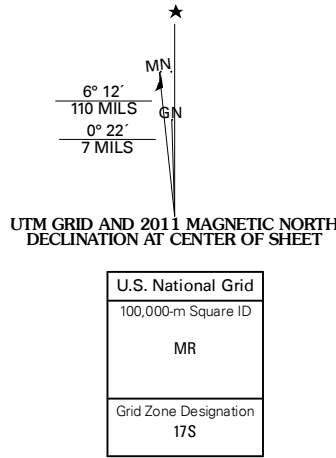 MN
GN
6° 12´
110 MILS
0° 22´
7 MILS
UTM GRID AND 2011 MAGNETIC NORTH
DECLINATION AT CENTER OF SHEET
U.S. National Grid
100,000-m Square ID
MR
Grid Zone Designation
17S